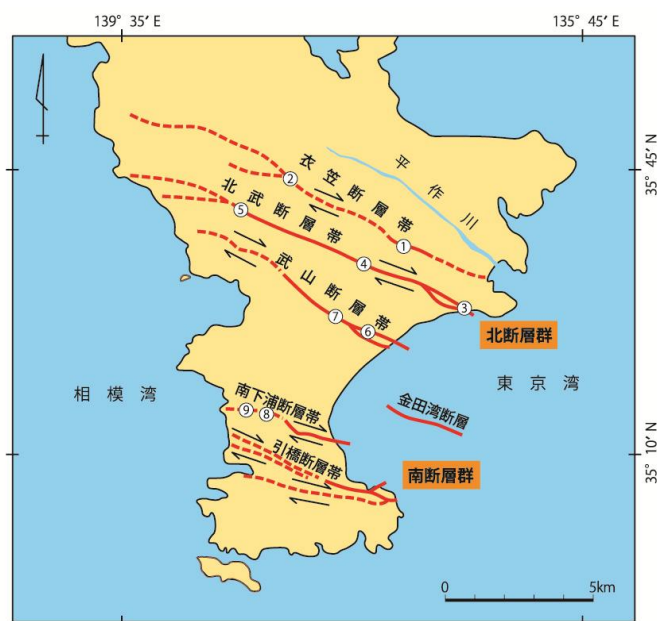 139° 35′ E
135° 45′ E
35° 45′ N
衣笠断層帯
平作川
北武断層帯
武山断層帯
②
⑤
①
④
③
⑦
⑥
北断層群
相模湾
東京湾
南下浦断層帯
金田湾断層
⑨
⑧
引橋断層帯
南断層群
35° 10′ N
0
5km